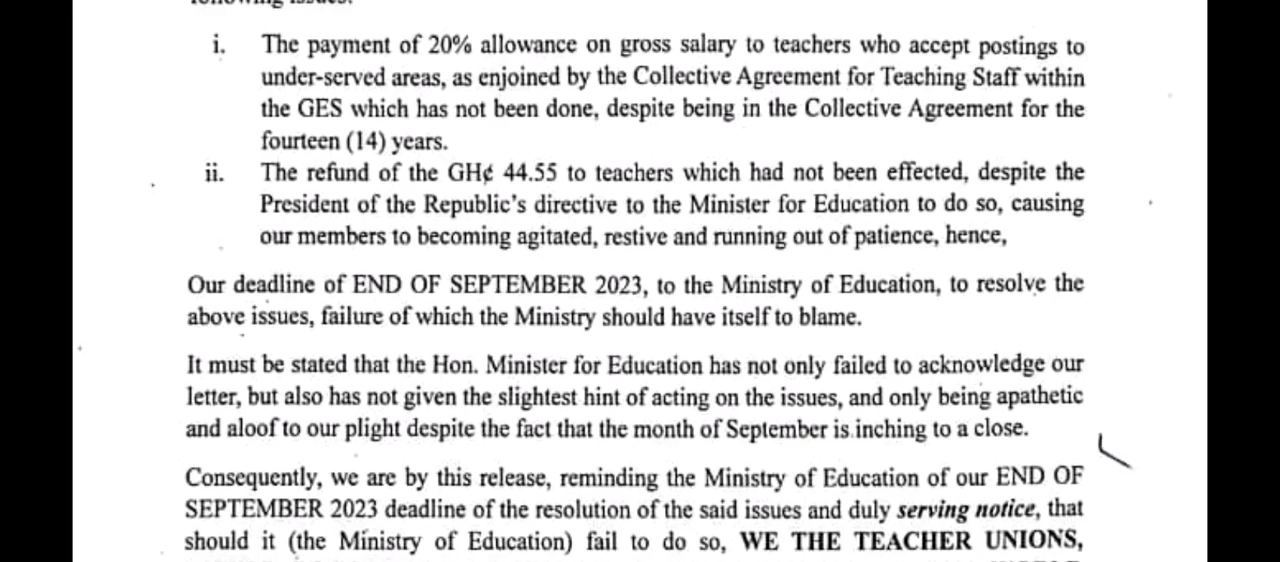 i. The payment of 20% allowance on gross salary to teachers who accept postings to
under-served areas, as enjoined by the Collective Agreement for Teaching Staff within
the GES which has not been done, despite being in the Collective Agreement for the
fourteen (14) years.
ii. The refund of the GH¢ 44.55 to teachers which had not been effected, despite the
President of the Republic's directive to the Minister for Education to do so, causing
our members to becoming agitated, restive and running out of patience, hence,
Our deadline of END OF SEPTEMBER 2023, to the Ministry of Education, to resolve the
above issues, failure of which the Ministry should have itself to blame.
It must be stated that the Hon. Minister for Education has not only failed to acknowledge our
letter, but also has not given the slightest hint of acting on the issues, and only being apathetic
and aloof to our plight despite the fact that the month of September is inching to a close.
Consequently, we are by this release, reminding the Ministry of Education of our END OF
SEPTEMBER 2023 deadline of the resolution of the said issues and duly serving notice, that
should it (the Ministry of Education) fail to do so, WE THE TEACHER UNIONS,